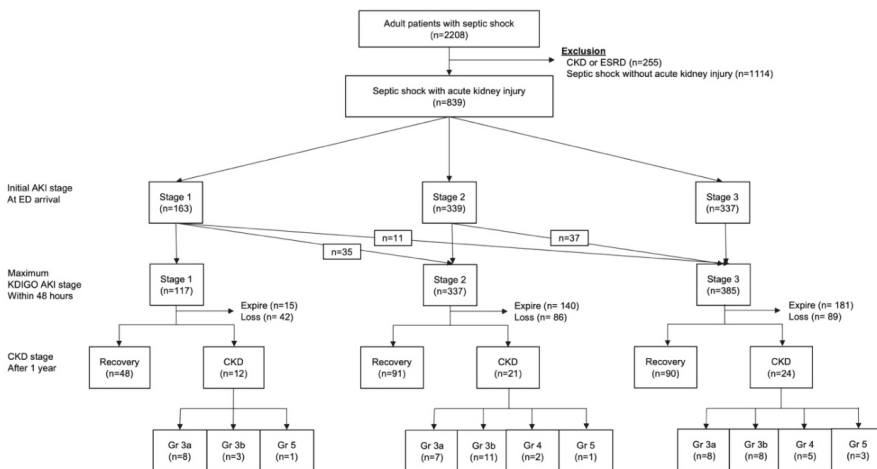 Adult patients with septic shock
(n=2208)
Exclusion
CKD or ESRD (n=255)
Septic shock without acute kidney injury (n=1114)
Septic shock with acute kidney injury
(n=839)
Initial AKI stage
At ED arrival
Stage 1
(n=163)
Stage 2
(n=339)
Stage 3
(n=337)
n=35
n=11
n=37
Maximum
KDIGO AKI stage
Within 48 hours
Stage 1
(n=117)
Stage 2
(n=337)
Stage 3
(n=385)
Expire (n=15)
Loss (n= 42)
Expire (n= 140)
Loss (n= 86)
Expire (n= 181)
Loss (n= 89)
CKD stage
After 1 year
Recovery
(n=48)
CKD
(n=12)
Recovery
(n=91)
CKD
(n=21)
Recovery
(n=90)
CKD
(n=24)
Gr 3a
(n=8)
Gr 3b
(n=3)
Gr 5
(n=1)
Gr 3a
(n=7)
Gr 3b
(n=11)
Gr 4
(n=2)
Gr 5
(n=1)
Gr 3a
(n=8)
Gr 3b
(n=8)
Gr 4
(n=5)
Gr 5
(n=3)